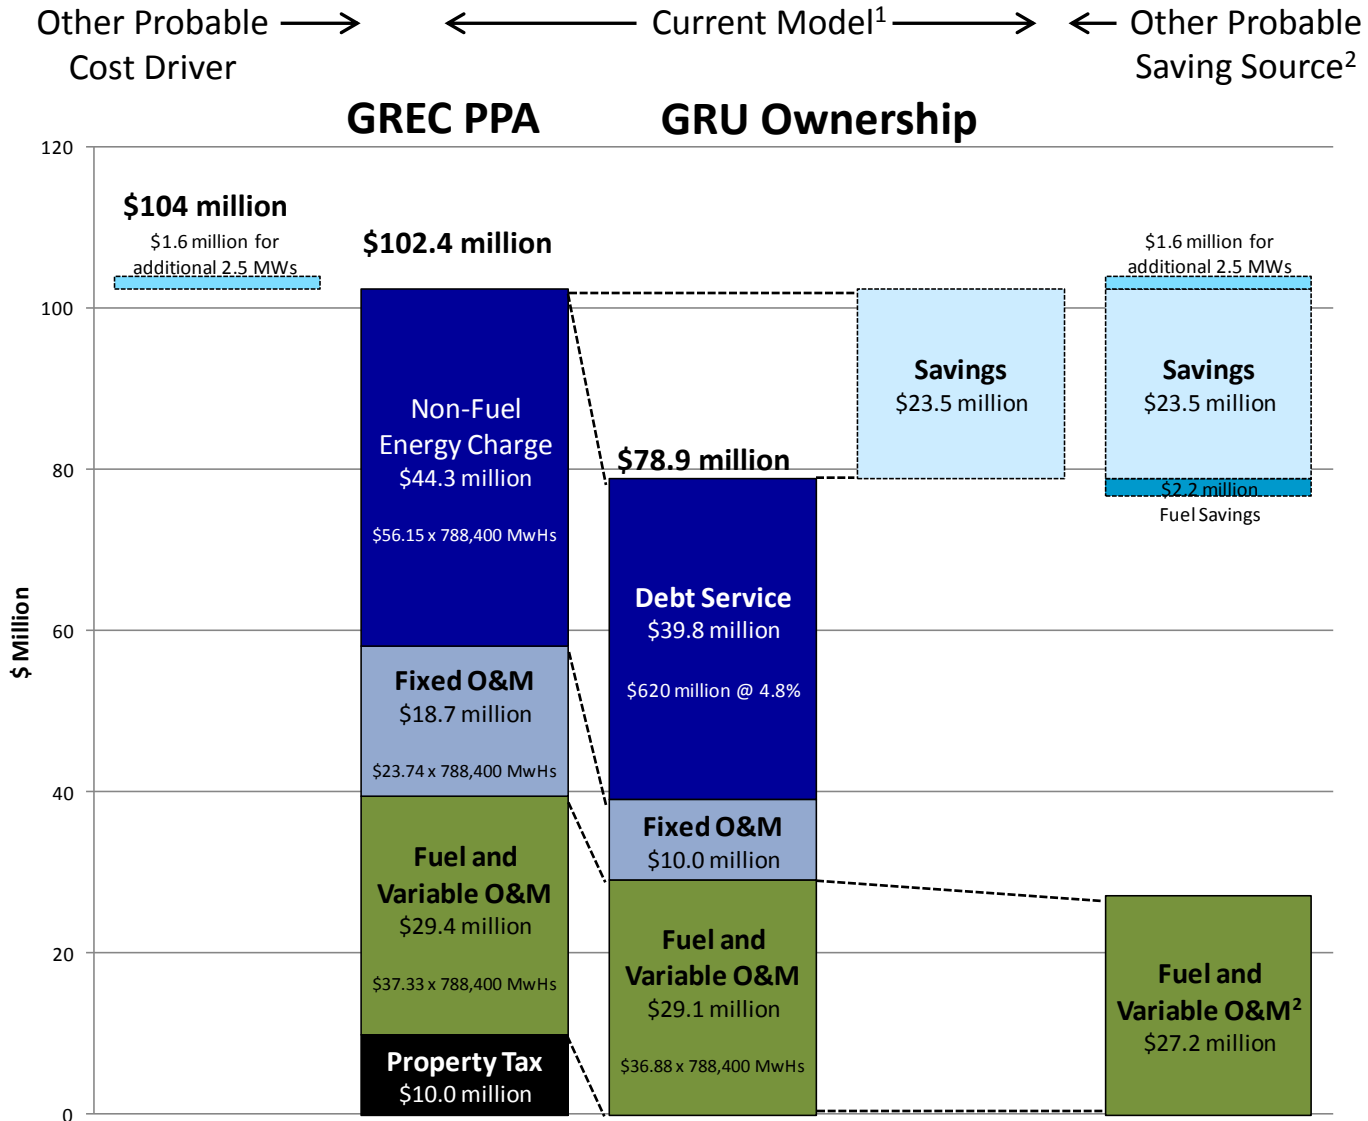 Other Probable
Cost Driver
Current Model¹
Other Probable
Saving Source²
GREC PPA
GRU Ownership
120
100
80
60
40
20
0
$ Million
$104 million
$1.6 million for
additional 2.5 MWs
$102.4 million
Non-Fuel
Energy Charge
$44.3 million
$56.15 x 788,400 MwHs
Fixed O&M
$18.7 million
$23.74 x 788,400 MwHs
Fuel and
Variable O&M
$29.4 million
$37.33 x 788,400 MwHs
Property Tax
$10.0 million
$78.9 million
Debt Service
$39.8 million
$620 million @ 4.8%
Fixed O&M
$10.0 million
Fuel and
Variable O&M
$29.1 million
$36.88 x 788,400 MwHs
Savings
$23.5 million
$1.6 million for
additional 2.5 MWs
Savings
$23.5 million
$2.2 million
Fuel Savings
Fuel and
Variable O&M²
$27.2 million